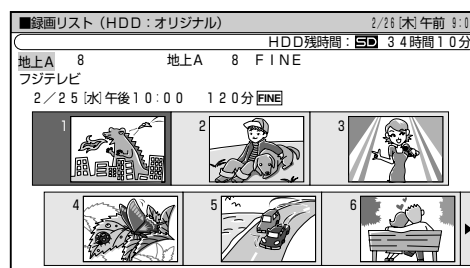 ■録画リスト（HDD：オリジナル） 2/26[木]午前 9:0
HDD残時間：SD 34時間10分
地上A 8 地上A 8 FINE
フジテレビ
2／25[水]午後10:00 120分 FINE
1 2 3
4 5 6